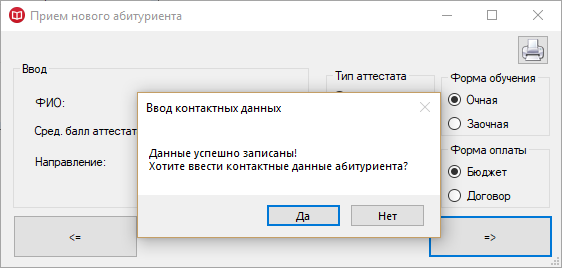 Прием нового абитуриента
Ввод
ФИО:
Сред. балл аттестат
Направление:
Тип аттестата
Форма обучения
Очная
Заочная
Форма оплаты
Бюджет
Договор
Ввод контактных данных
Данные успешно записаны!
Хотите ввести контактные данные абитуриента?
Да
Нет
<=
=>